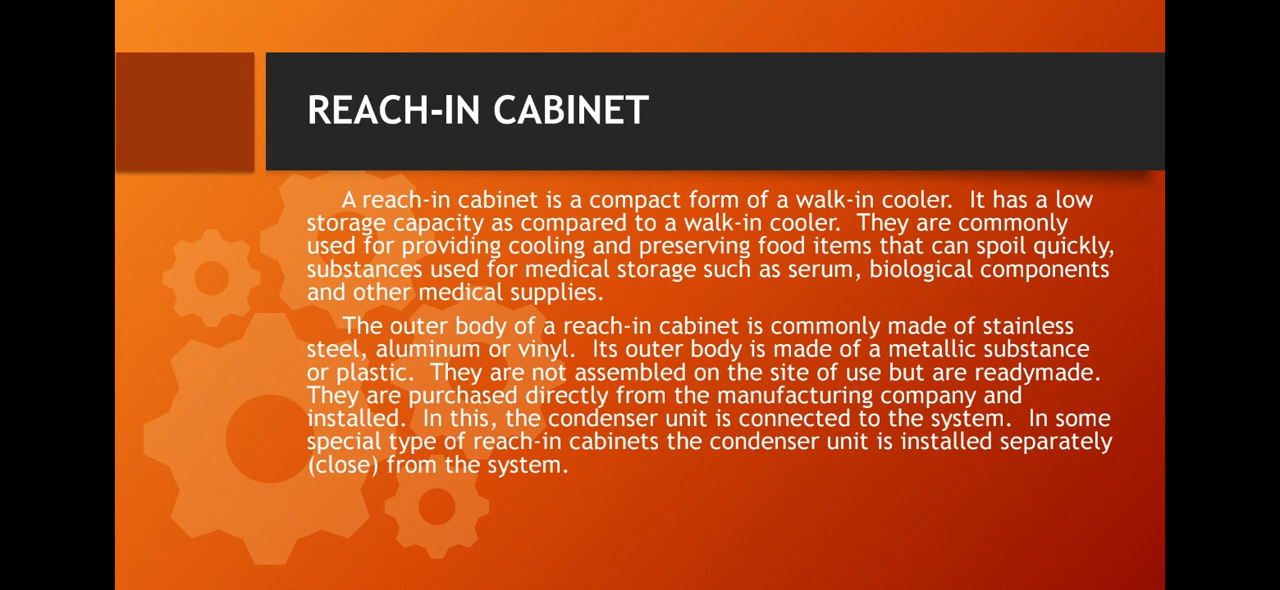 REACH-IN CABINET
A reach-in cabinet is a compact form of a walk-in cooler.  It has a low
storage capacity as compared to a walk-in cooler.  They are commonly
used for providing cooling and preserving food items that can spoil quickly,
substances used for medical storage such as serum, biological components
and other medical supplies.
The outer body of a reach-in cabinet is commonly made of stainless
steel, aluminum or vinyl.  Its outer body is made of a metallic substance
or plastic.  They are not assembled on the site of use but are readymade.
They are purchased directly from the manufacturing company and
installed.  In this, the condenser unit is connected to the system.  In some
special type of reach-in cabinets the condenser unit is installed separately
(close) from the system.